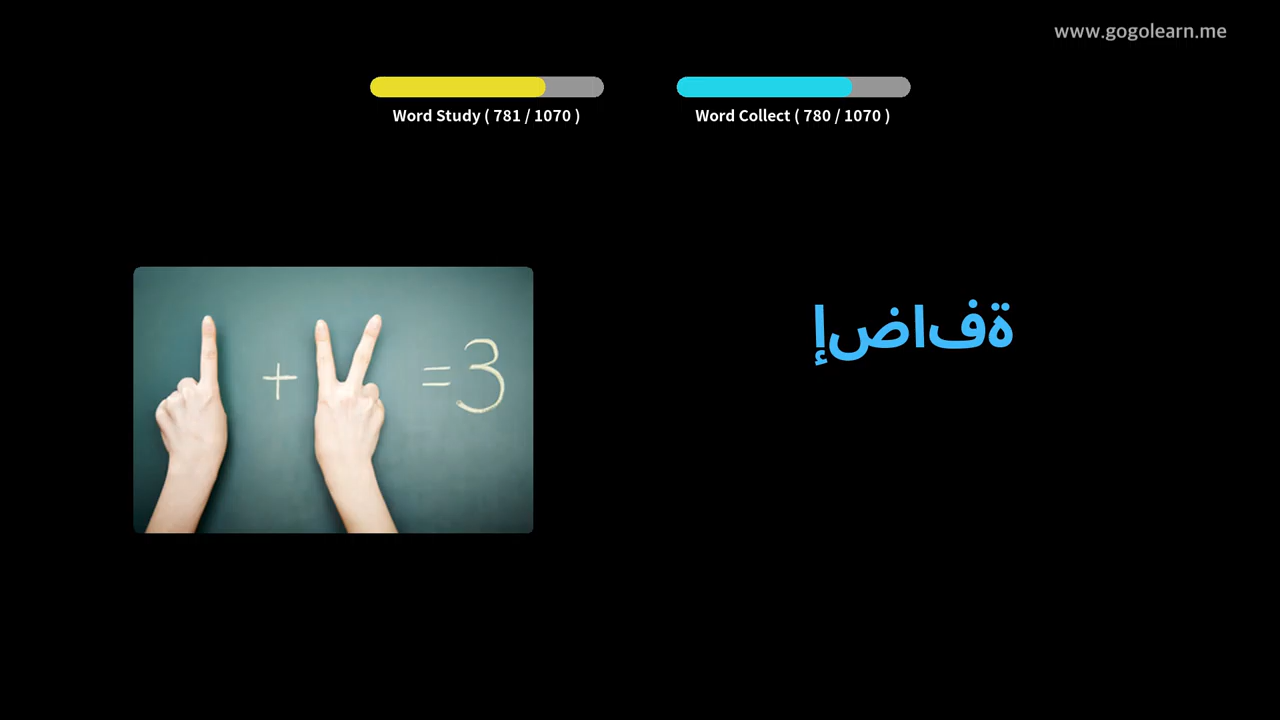 www.gogolearn.me
Word Study ( 781 / 1070 )
Word Collect ( 780 / 1070 )
ةفاضإ
+ = 3